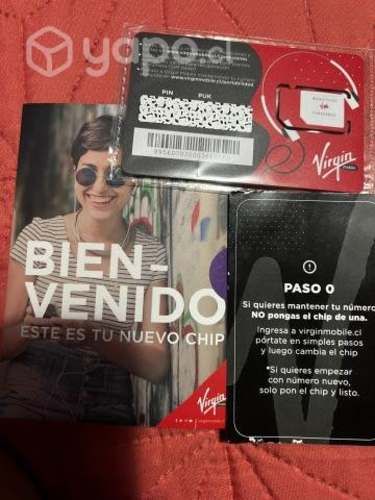 yapo.cl
PIN
PUK
Virgin
mobile
BIEN-
VENIDO
ESTE ES TU NUEVO CHIP
Virgin
PASO 0
Si quieres mantener tu número
NO pongas el chip de una.
Ingresa a virginmobile.cl
pórtate en simples pasos
y luego cambia el chip
*Si quieres empezar
con número nuevo,
solo pon el chip y listo.